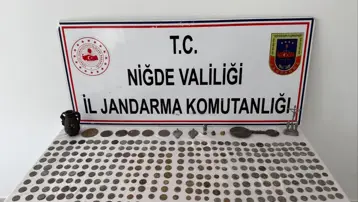 T.C.
NİĞDE VALİLİĞİ
İL JANDARMA KOMUTANLIĞI